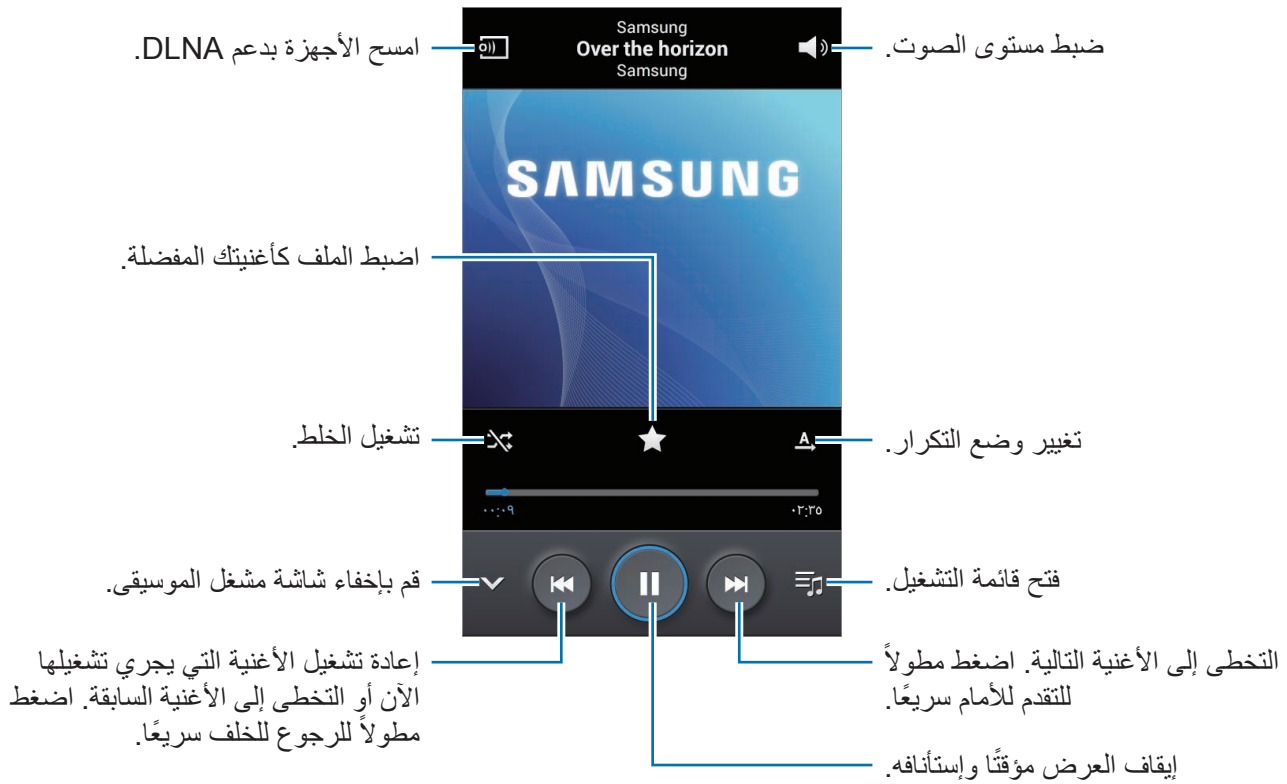 Samsung
Over the horizon
Samsung
ضبط مستوى الصوت.
امسح الأجهزة بدعم DLNA.
SAMSUNG
اضبط الملف كأغنيتك المفضلة.
تغيير وضع التكرار.
A
تشغيل الخلط.
٠٠:٠٩
٠٢:٣٥
فتح قائمة التشغيل.
قم بإخفاء شاشة مشغل الموسيقى.
التخطى إلى الأغنية التالية. اضغط مطولاً
للتقدم للأمام سريعًا.
إعادة تشغيل الأغنية التي يجري تشغيلها
الآن أو التخطى إلى الأغنية السابقة. اضغط
مطولاً للرجوع للخلف سريعًا.
إيقاف العرض مؤقتًا وإستأنافه.